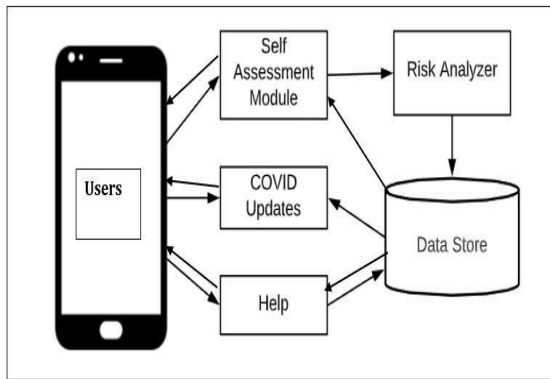 Users
Self
Assessment
Module
Risk Analyzer
COVID
Updates
Data Store
Help